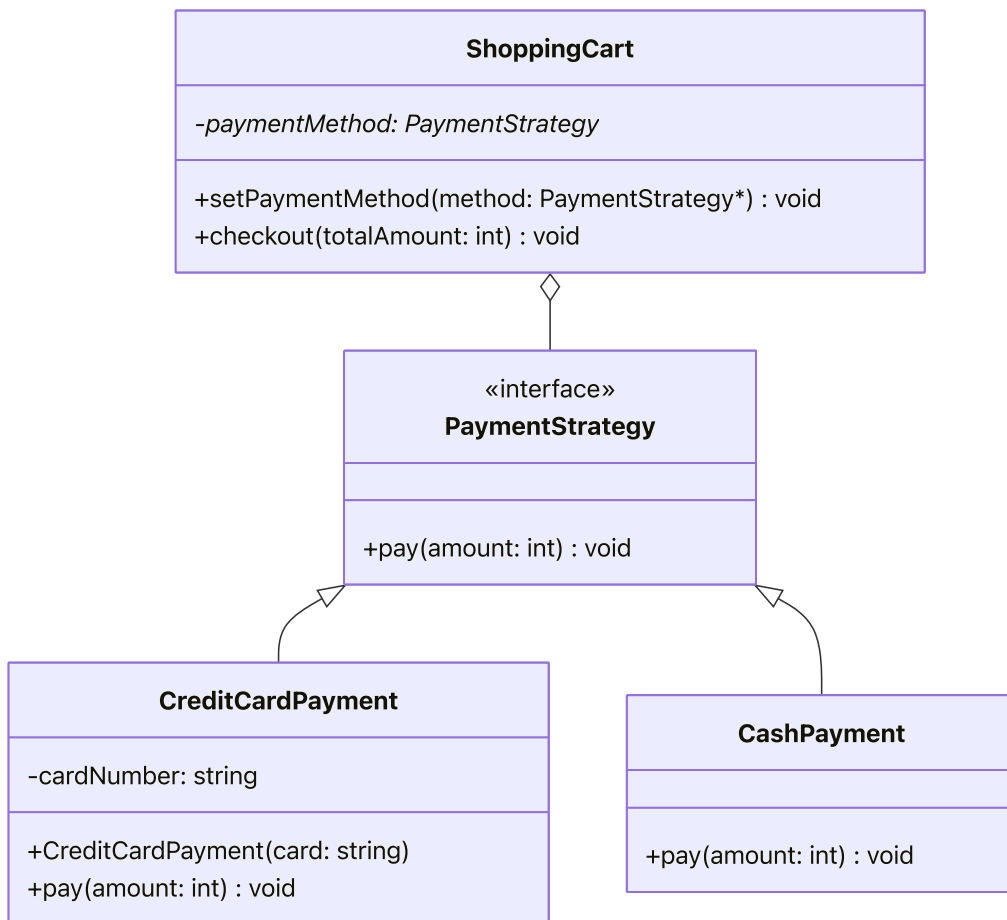 ShoppingCart
-paymentMethod: PaymentStrategy
+setPaymentMethod(method: PaymentStrategy*) : void
+checkout(totalAmount: int) : void
«interface»
PaymentStrategy
+pay(amount: int) : void
CreditCardPayment
-cardNumber: string
+CreditCardPayment(card: string)
+pay(amount: int) : void
CashPayment
+pay(amount: int) : void